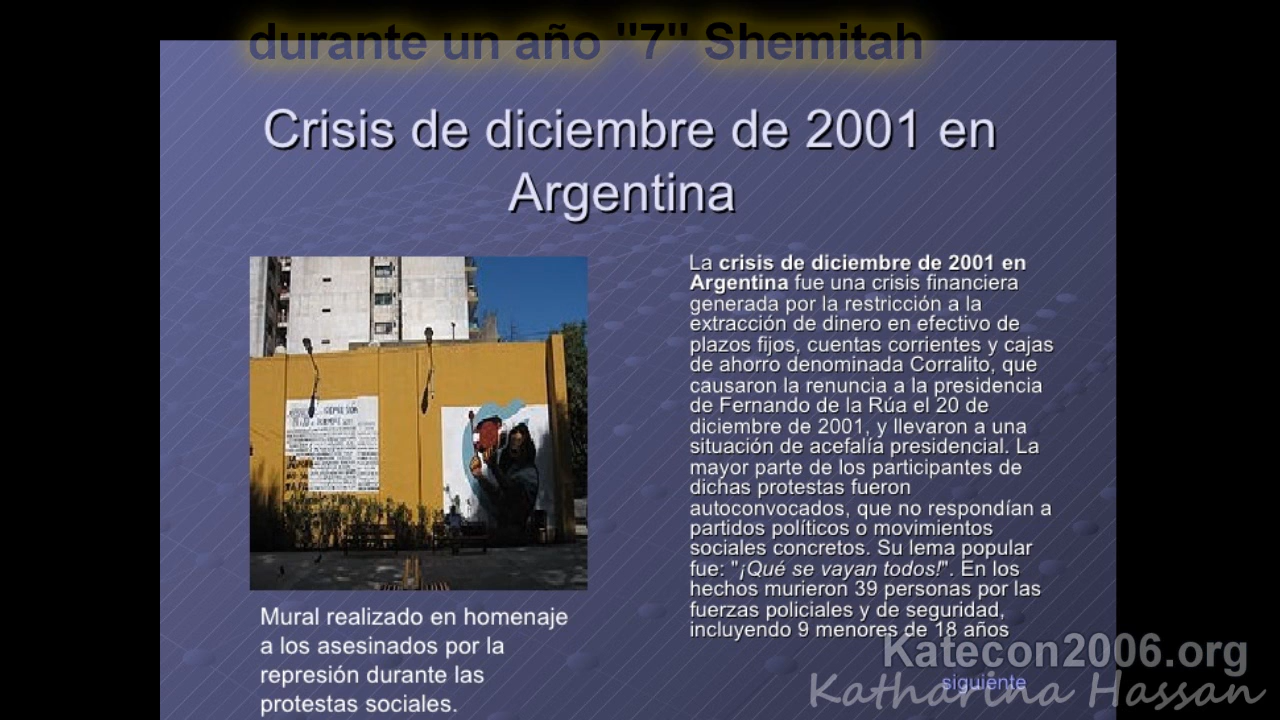 durante un año "7" Shemitah
Crisis de diciembre de 2001 en
Argentina
La crisis de diciembre de 2001 en
Argentina fue una crisis financiera
generada por la restricción a la
extracción de dinero en efectivo de
plazos fijos, cuentas corrientes y cajas
de ahorro denominada Corralito, que
causaron la renuncia a la presidencia
de Fernando de la Rúa el 20 de
diciembre de 2001, y llevaron a una
situación de acefalía presidencial. La
mayor parte de los participantes de
dichas protestas fueron
autoconvocados, que no respondían a
partidos políticos o movimientos
sociales concretos. Su lema popular
fue: "¡Qué se vayan todos!". En los
hechos murieron 39 personas por las
fuerzas policiales y de seguridad,
incluyendo 9 menores de 18 años
Mural realizado en homenaje
a los asesinados por la
represión durante las
protestas sociales.
Katecon2006.org
siguiente
Katharina Hassan